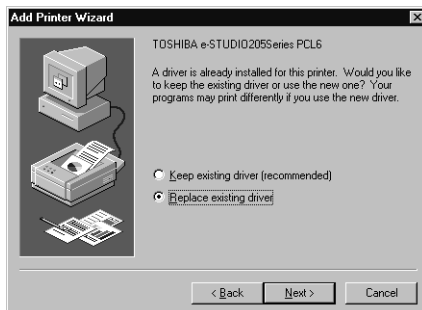 Add Printer Wizard
TOSHIBA e-STUDIO205Series PCL6
A driver is already installed for this printer. Would you like
to keep the existing driver or use the new one? Your
programs may print differently if you use the new driver.
Keep existing driver (recommended)
Replace existing driver
< Back Next > Cancel